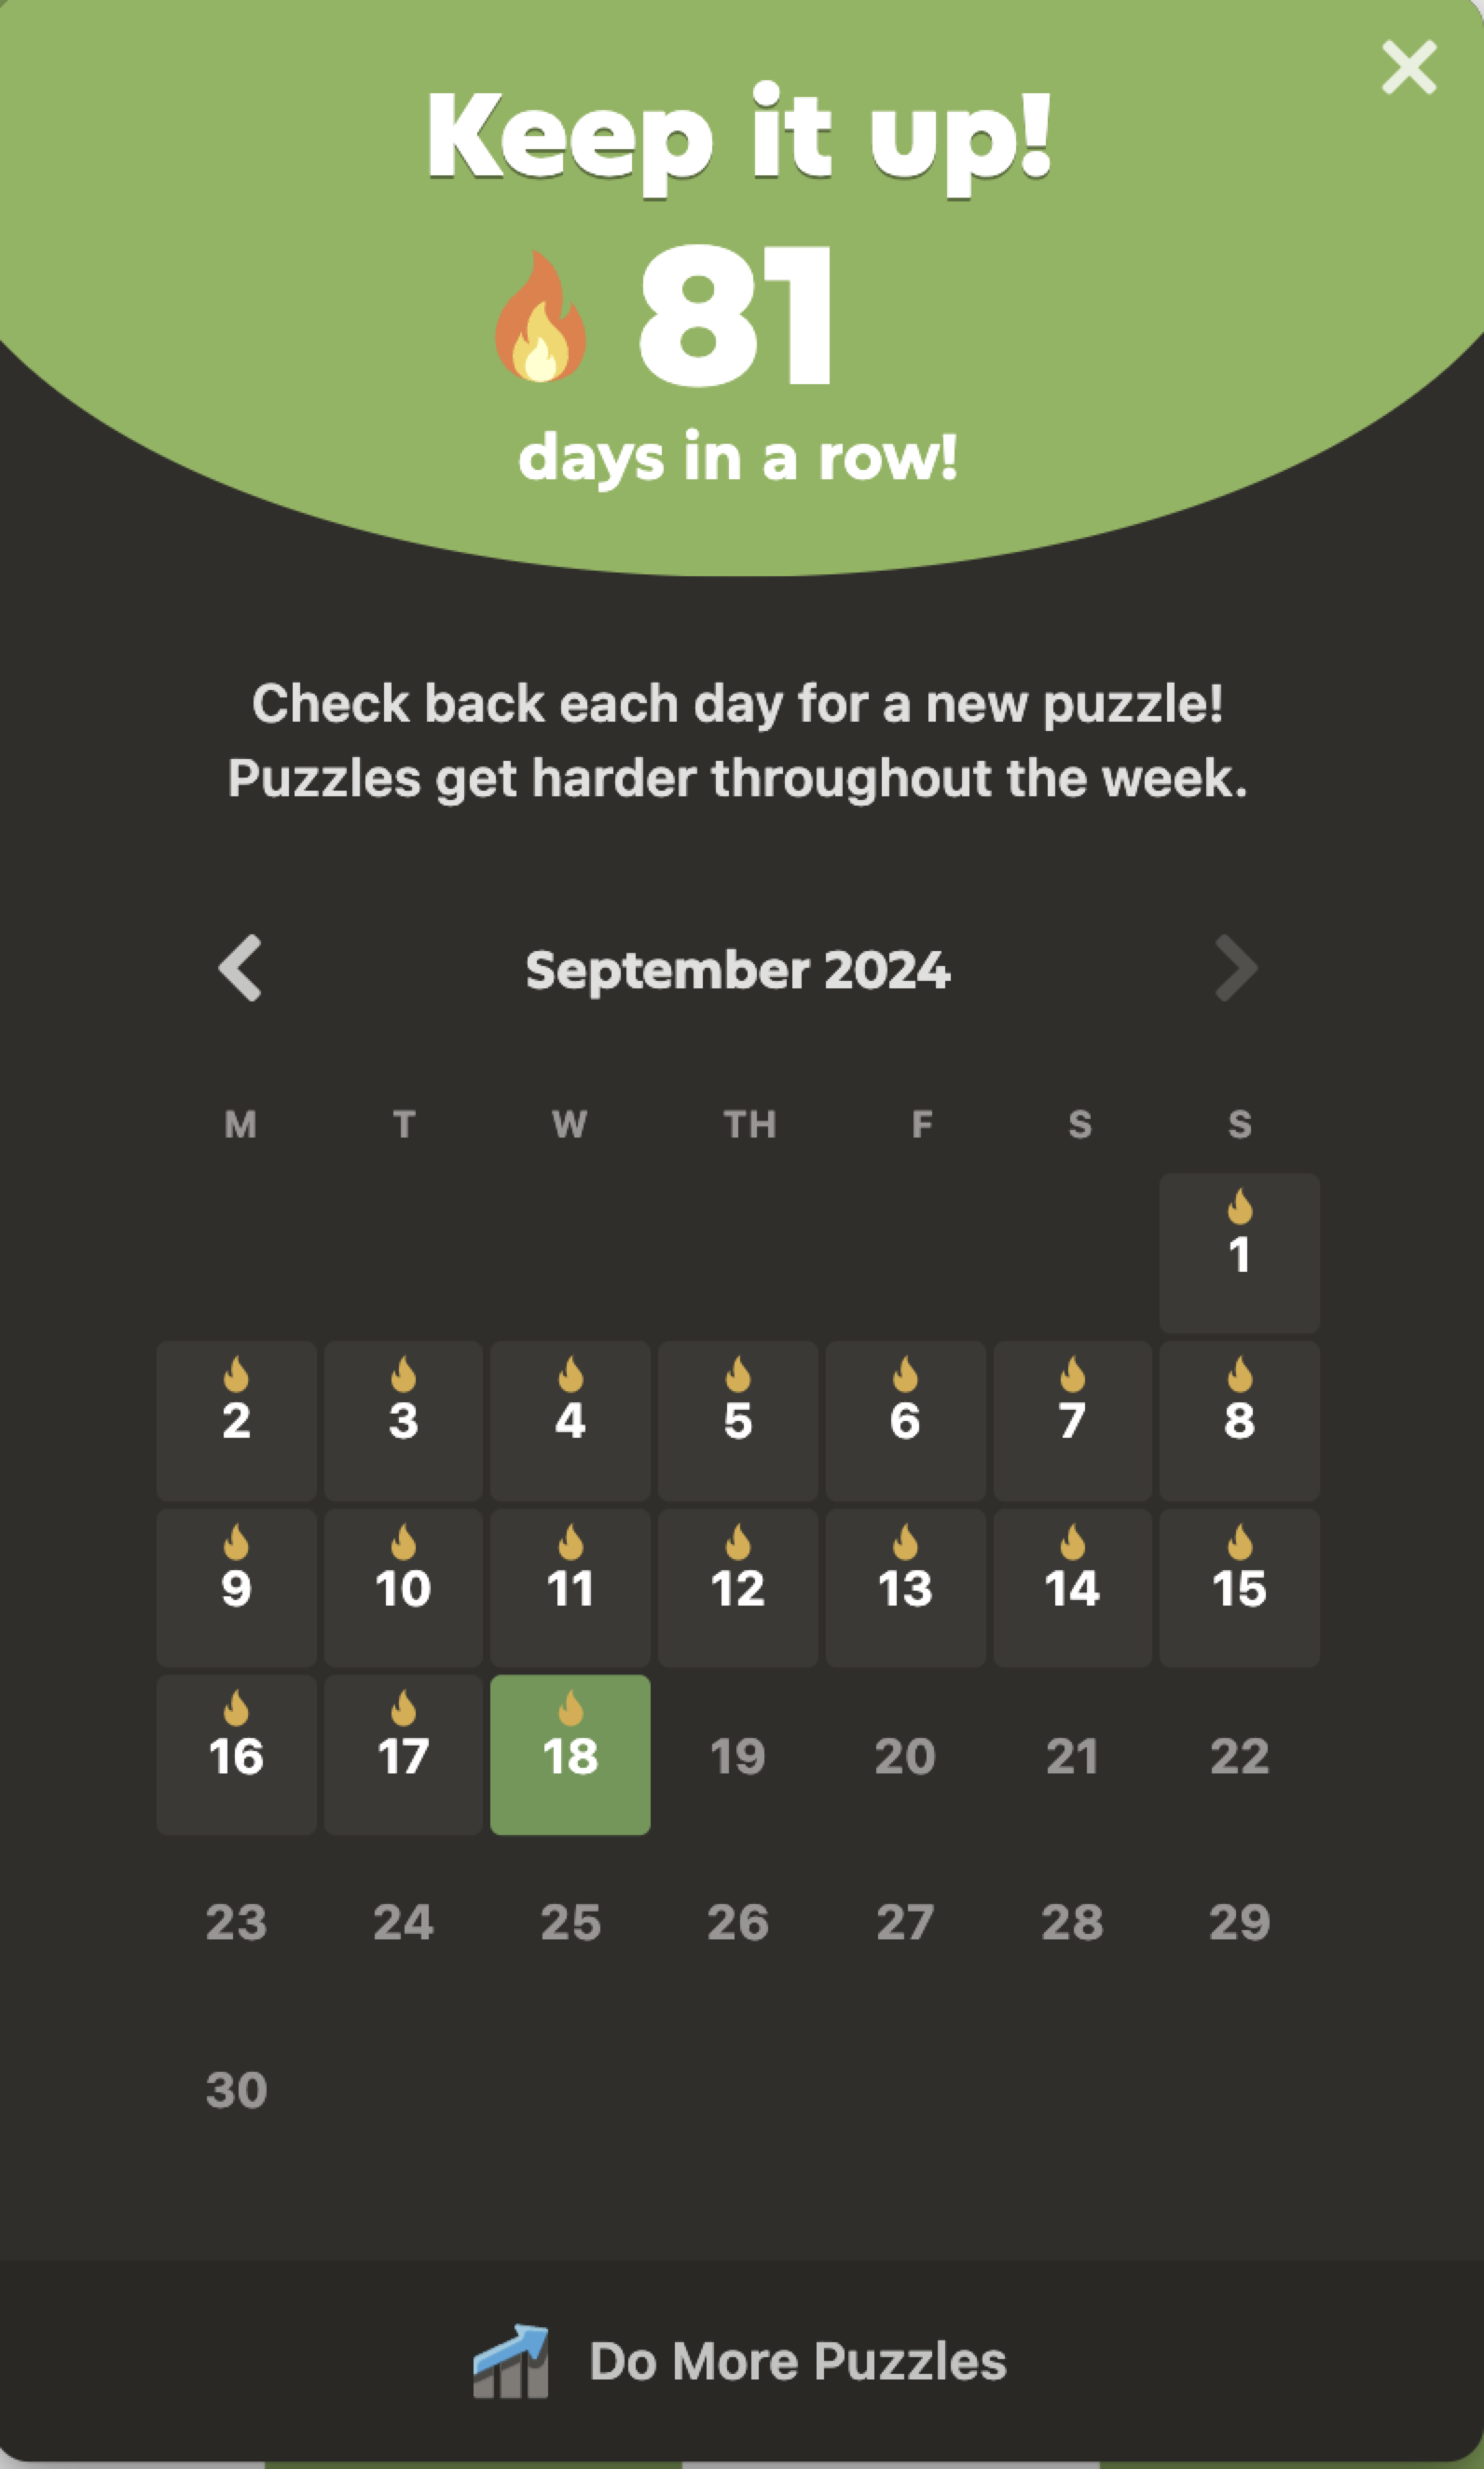 Keep it up!
81
days in a row!
Check back each day for a new puzzle!
Puzzles get harder throughout the week.
September 2024
M T W TH F S S
1
2 3 4 5 6 7 8
9 10 11 12 13 14 15
16 17 18 19 20 21 22
23 24 25 26 27 28 29
30
Do More Puzzles